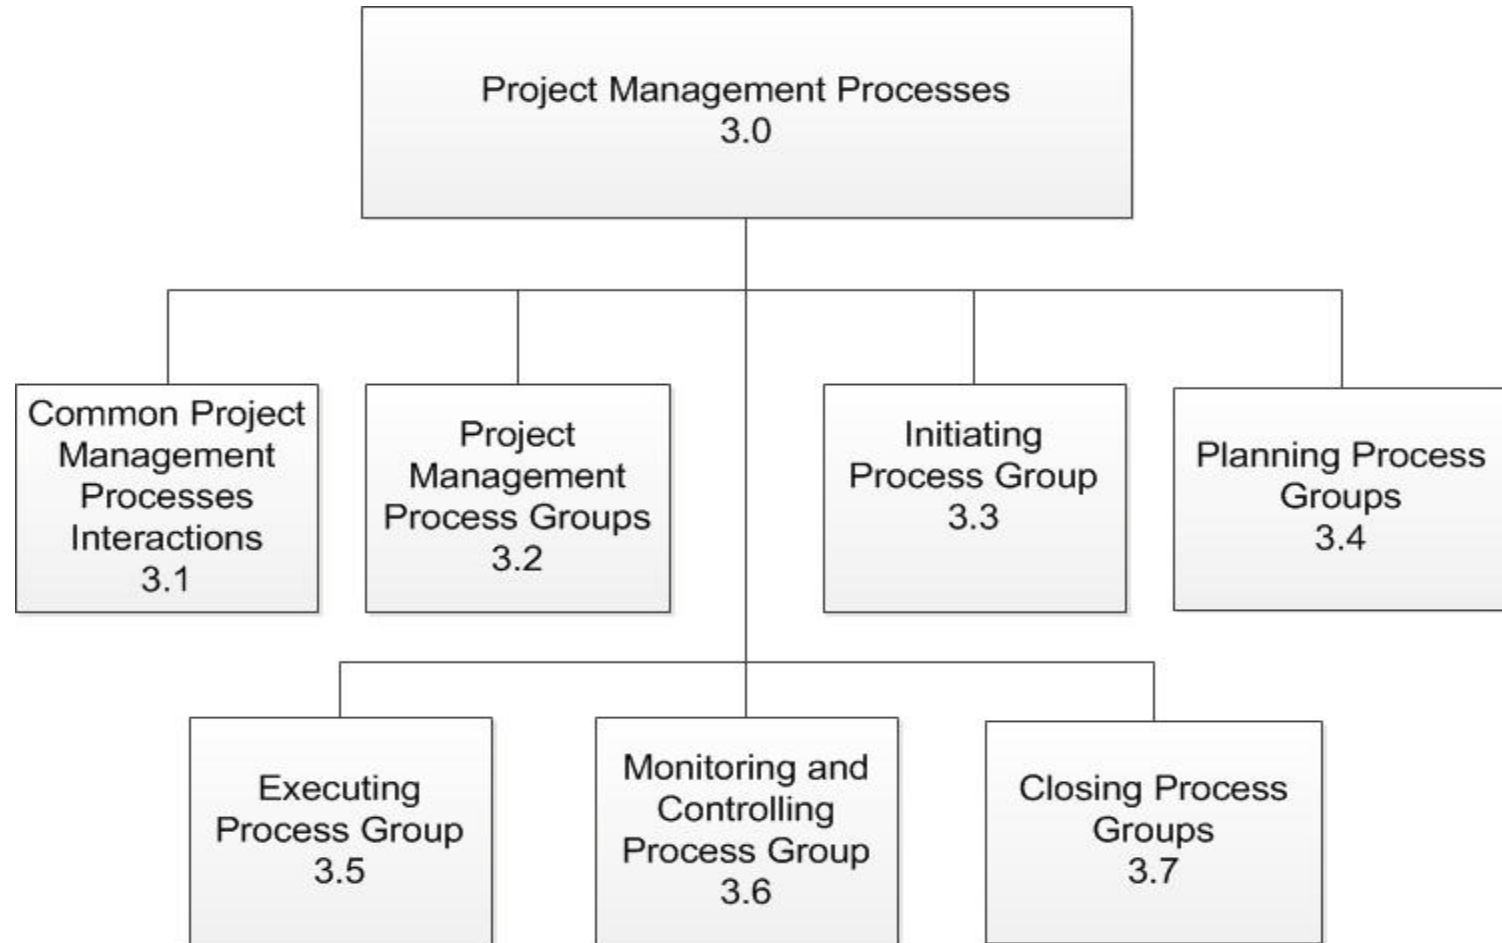 Project Management Processes
3.0
Common Project
Management
Processes
Interactions
3.1
Project
Management
Process Groups
3.2
Initiating
Process Group
3.3
Planning Process
Groups
3.4
Executing
Process Group
3.5
Monitoring and
Controlling
Process Group
3.6
Closing Process
Groups
3.7